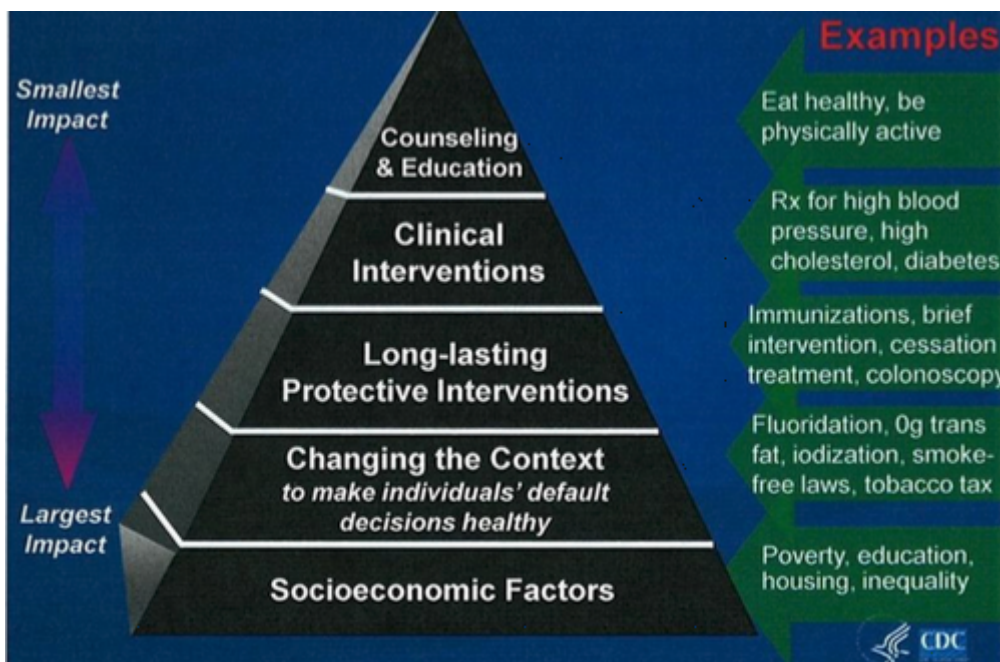 Examples
Smallest
Impact
Eat healthy, be
physically active
Counseling
& Education
Rx for high blood
pressure, high
cholesterol, diabetes
Clinical
Interventions
Immunizations, brief
intervention, cessation
treatment, colonoscopy
Long-lasting
Protective Interventions
Fluoridation, 0g trans
fat, iodization, smoke-
free laws, tobacco tax
Changing the Context
to make individuals' default
decisions healthy
Largest
Impact
Poverty, education,
housing, inequality
Socioeconomic Factors
CDC